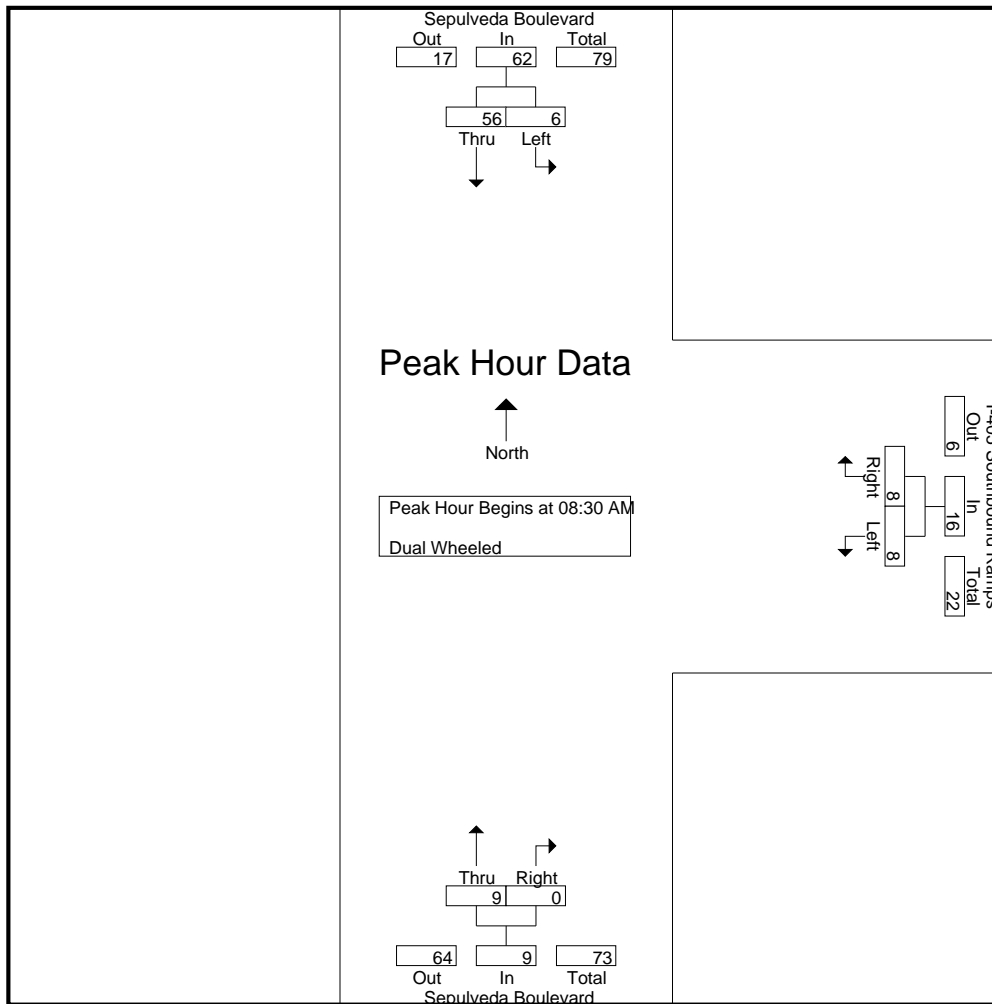 Sepulveda Boulevard
Out In Total
17 62 79
56 6
Thru Left
Peak Hour Data
North
Peak Hour Begins at 08:30 AM
Dual Wheeled
Southbound Ramps
Out In Total
6 16 22
8 8
Right Left
Thru Right
9 0
64 9 73
Out In Total
Sepulveda Boulevard